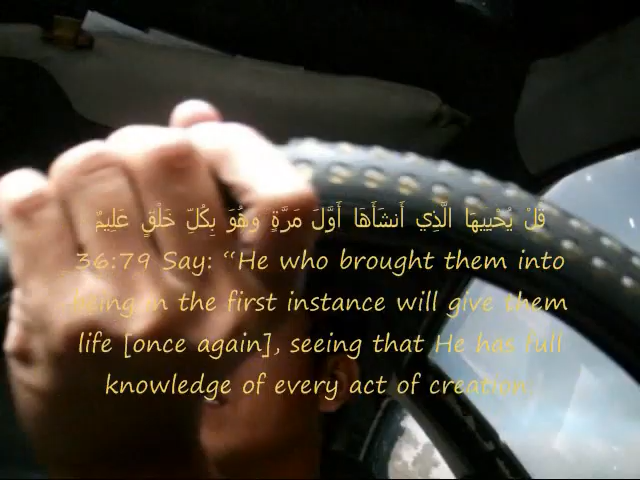 قُلْ يُحْيِيهَا الَّذِي أَنشَأَهَا أَوَّلَ مَرَّةٍ وَهُوَ بِكُلِّ خَلْقٍ عَلِيمٌ
36:79 Say: “He who brought them into
being in the first instance will give them
life [once again], seeing that He has full
knowledge of every act of creation: